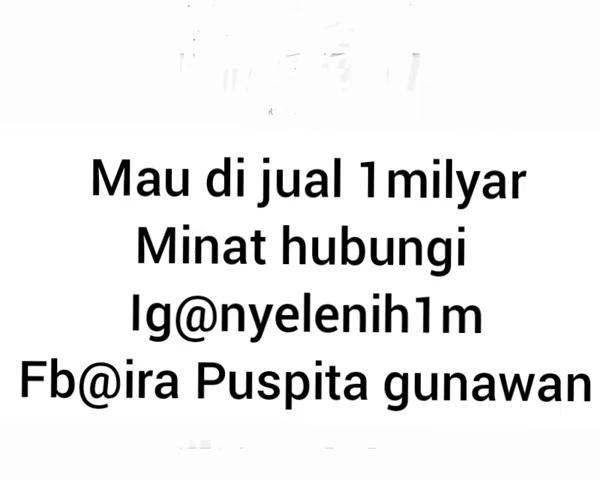 Mau di jual 1milyar
Minat hubungi
Ig@nyelenih1m
Fb@ira Puspita gunawan